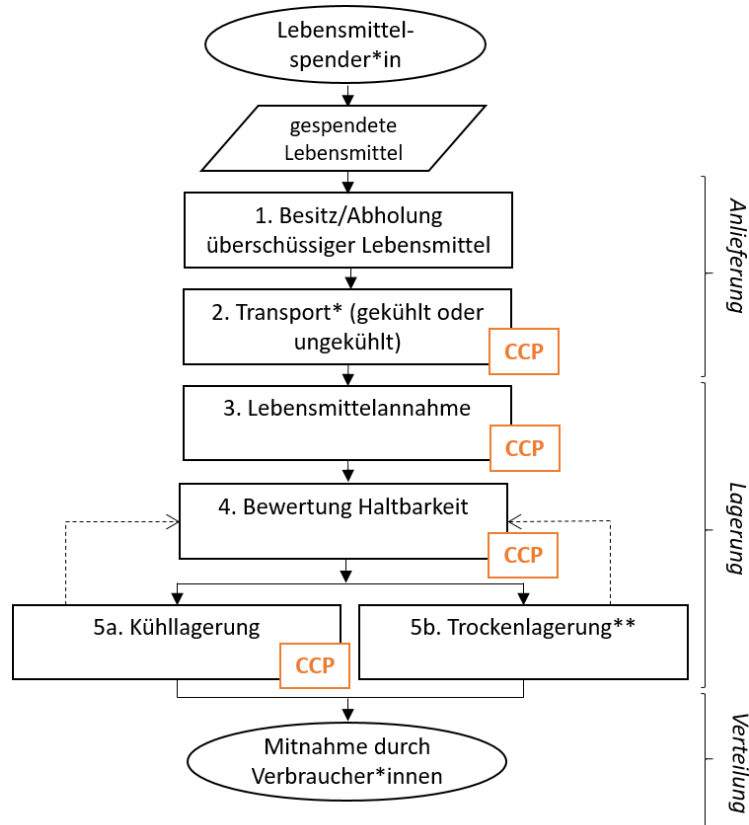 Lebensmittel-
spender*in
gespendete
Lebensmittel
1. Besitz/Abholung
überschüssiger Lebensmittel
2. Transport* (gekühlt oder
ungekühlt)
CCP
Anlieferung
3. Lebensmittelannahme
CCP
4. Bewertung Haltbarkeit
CCP
5a. Kühllagerung
CCP
5b. Trockenlagerung**
Lagerung
Mitnahme durch
Verbraucher*innen
Verteilung